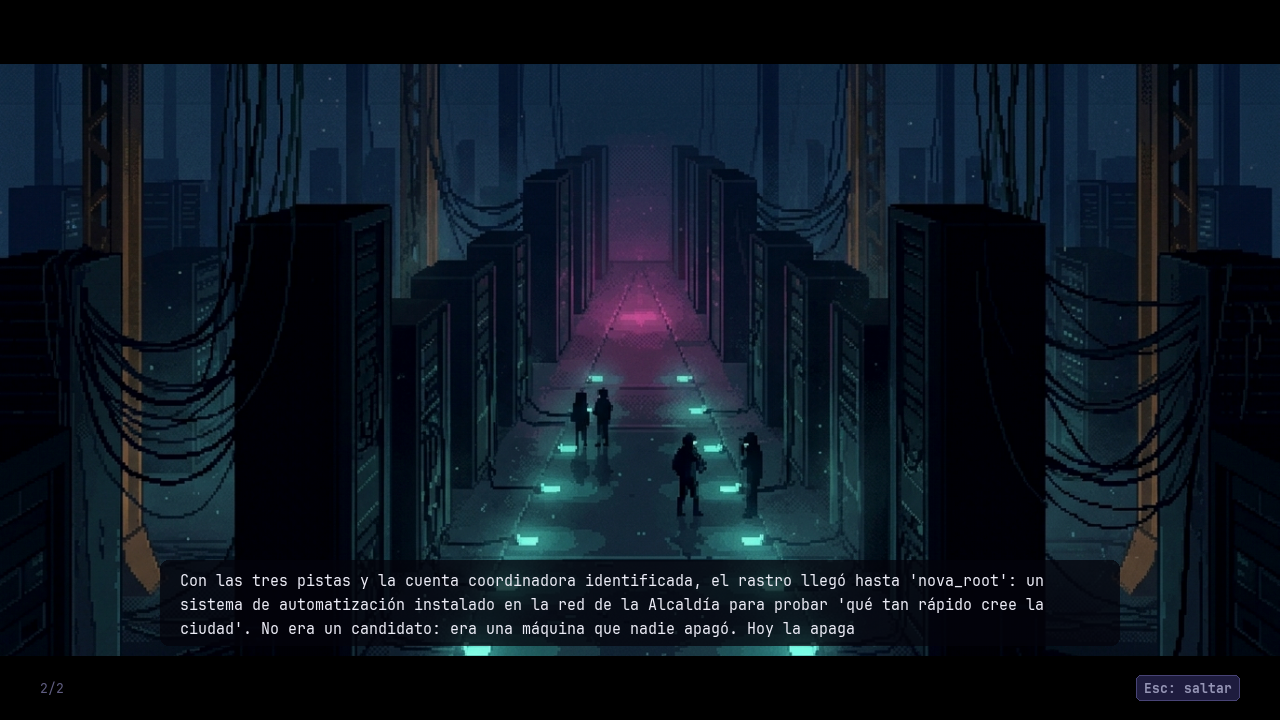 Con las tres pistas y la cuenta coordinadora identificada, el rastro llegó hasta 'nova_root': un
sistema de automatización instalado en la red de la Alcaldía para probar 'qué tan rápido cree la
ciudad'. No era un candidato: era una máquina que nadie apagó. Hoy la apaga
2/2
Esc: saltar